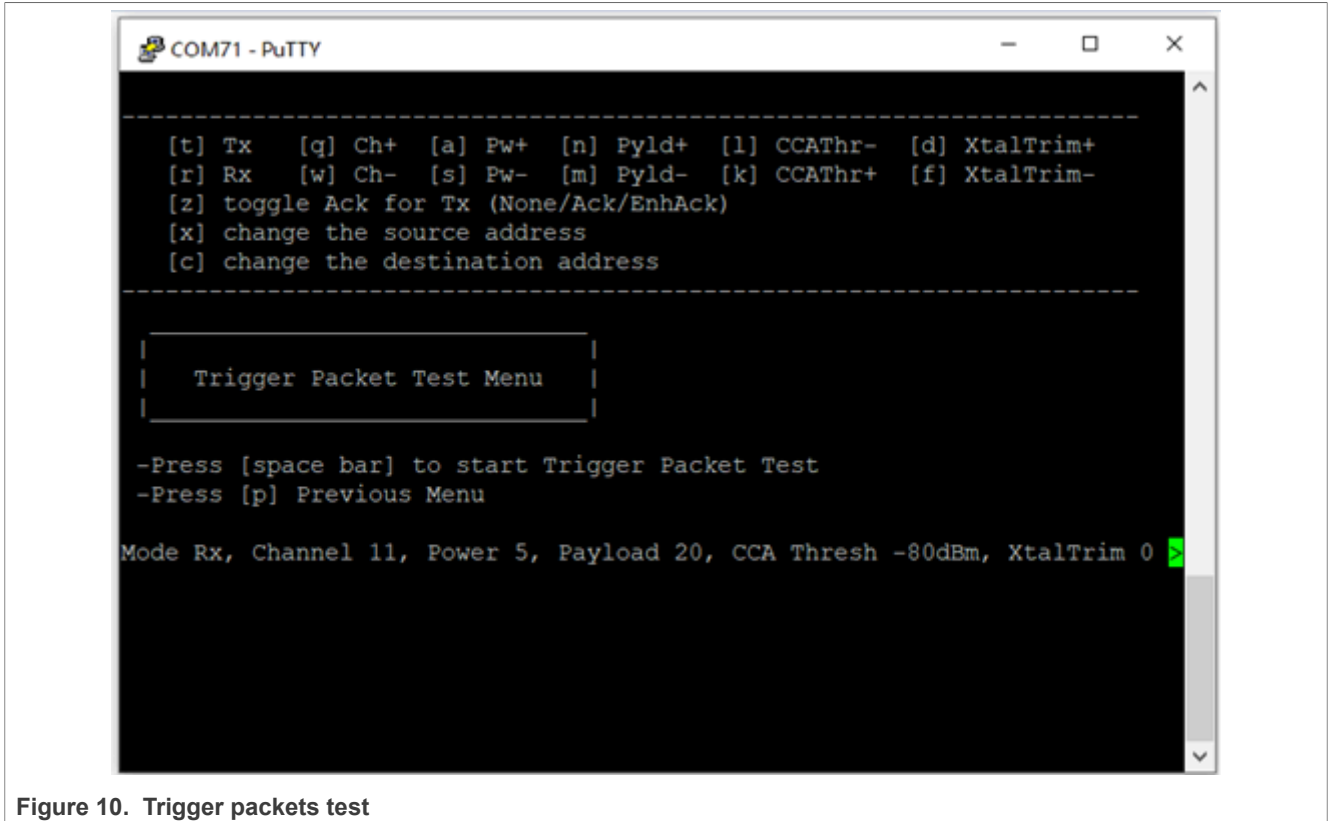 COM71 - PuTTY
[t] Tx [q] Ch+ [a] Pw+ [n] Pyld+ [l] CCAThr- [d] XtalTrim+
[r] Rx [w] Ch- [s] Pw- [m] Pyld- [k] CCAThr+ [f] XtalTrim-
[z] toggle Ack for Tx (None/Ack/EnhAck)
[x] change the source address
[c] change the destination address
Trigger Packet Test Menu
-Press [space bar] to start Trigger Packet Test
-Press [p] Previous Menu
Mode Rx, Channel 11, Power 5, Payload 20, CCA Thresh -80dBm, XtalTrim 0 >
Figure 10. Trigger packets test